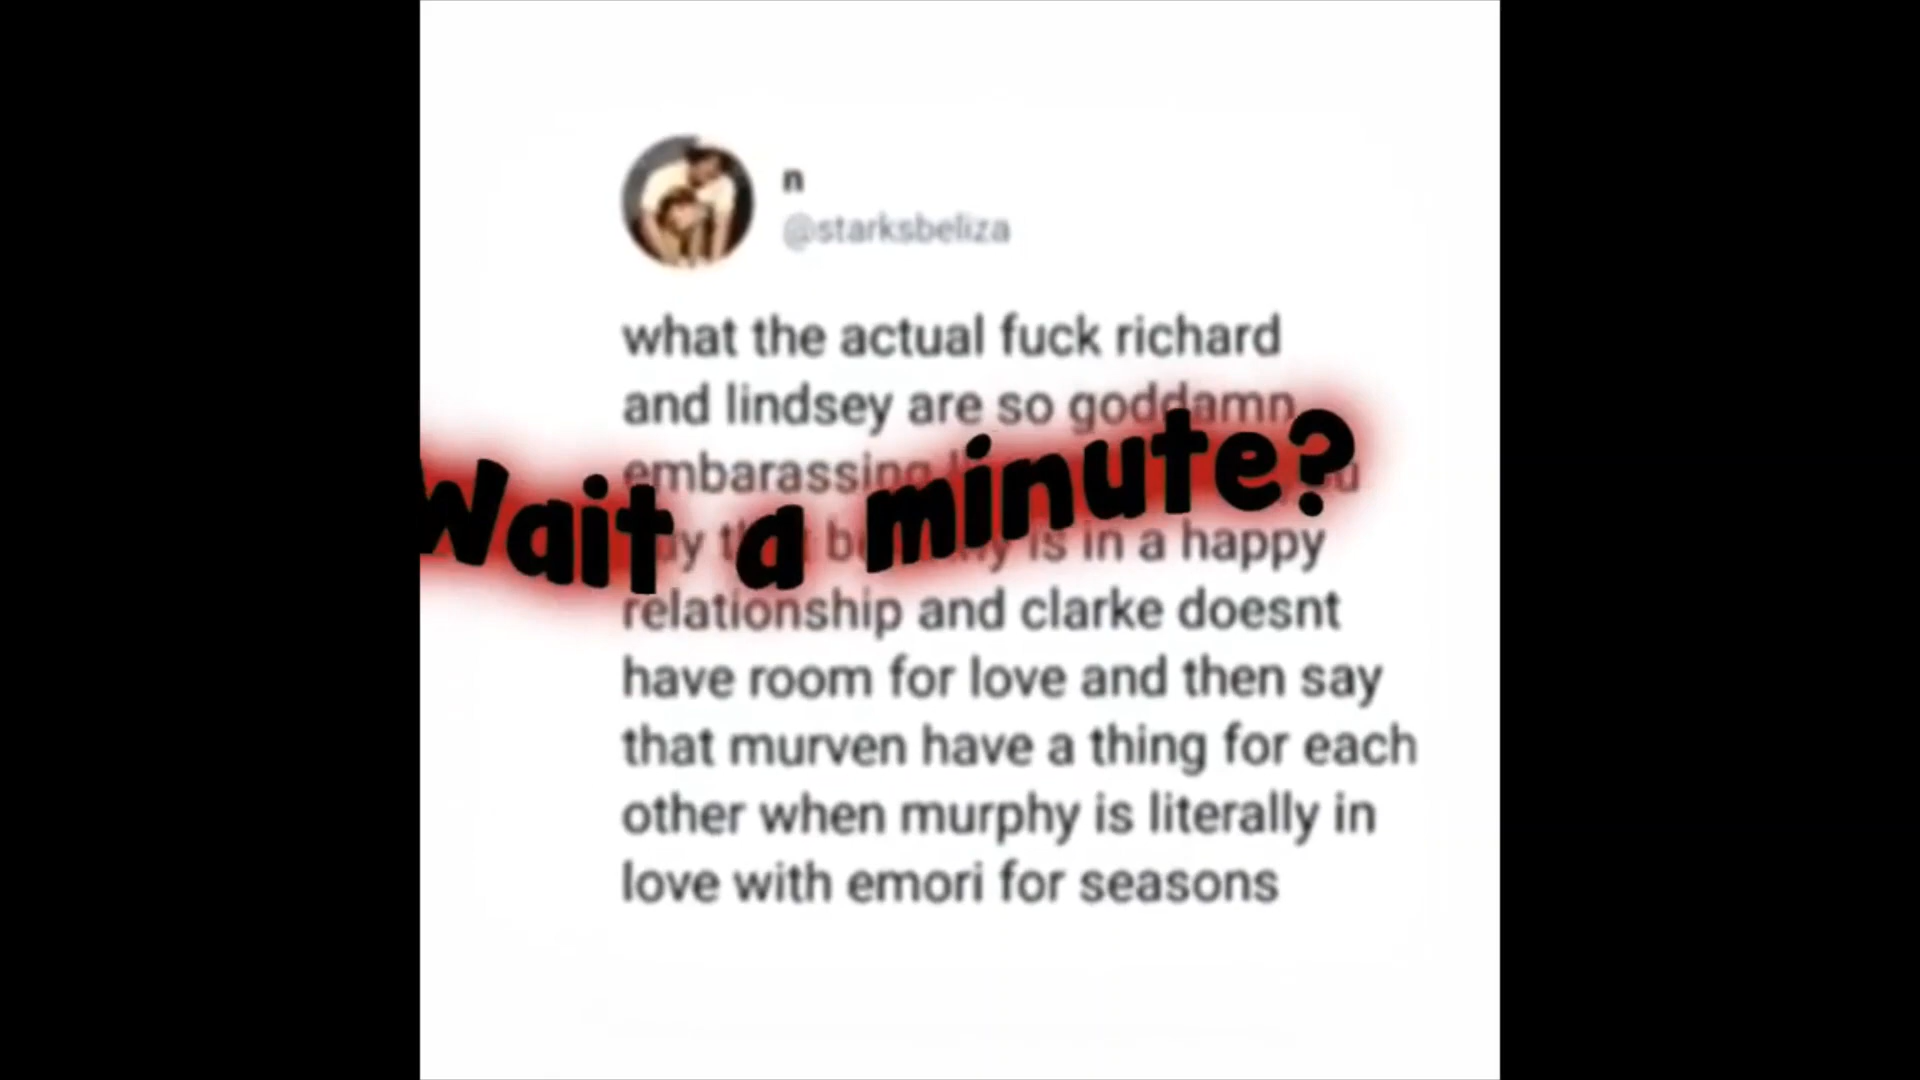 n
@starksbeliza
what the actual fuck richard
and lindsey are so goddamn
embarassing
Wait a minute?
is in a happy
relationship and clarke doesnt
have room for love and then say
that murven have a thing for each
other when murphy is literally in
love with emori for seasons